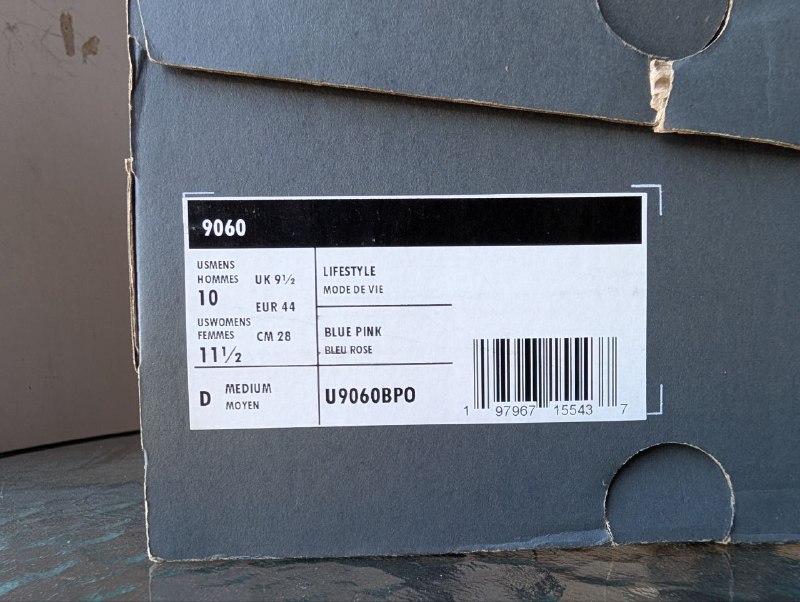 9060
USMENS
HOMMES
10
UK 9½
EUR 44
USWOMENS
FEMMES
11½
CM 28
LIFESTYLE
MODE DE VIE
BLUE PINK
BLEU ROSE
D MEDIUM
MOYEN
U9060BPO
1 97967 15543 7